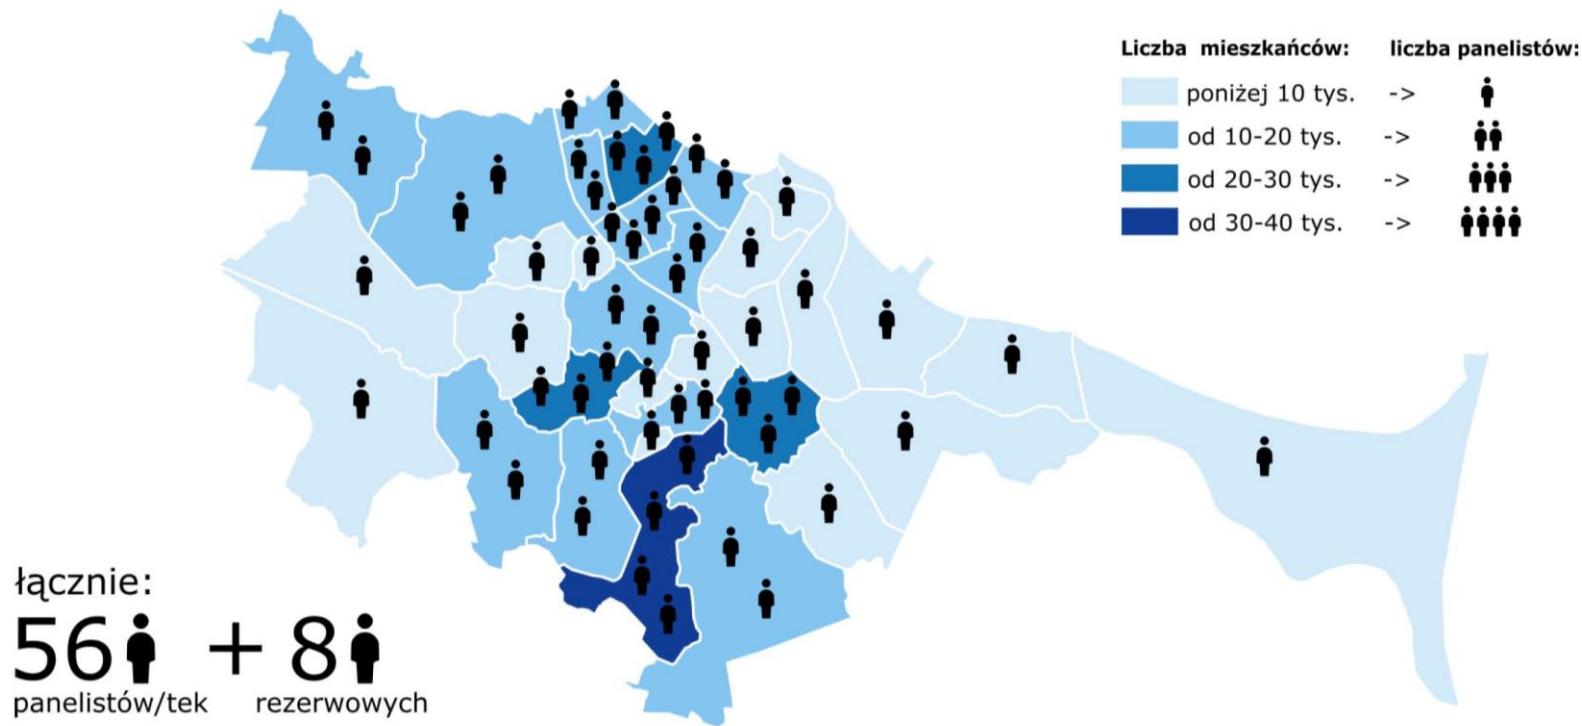 Liczba mieszkańców: liczba panelistów:
poniżej 10 tys. ->
od 10-20 tys. ->
od 20-30 tys. ->
od 30-40 tys. ->
łącznie:
56 + 8
panelistów/tek rezerwowych